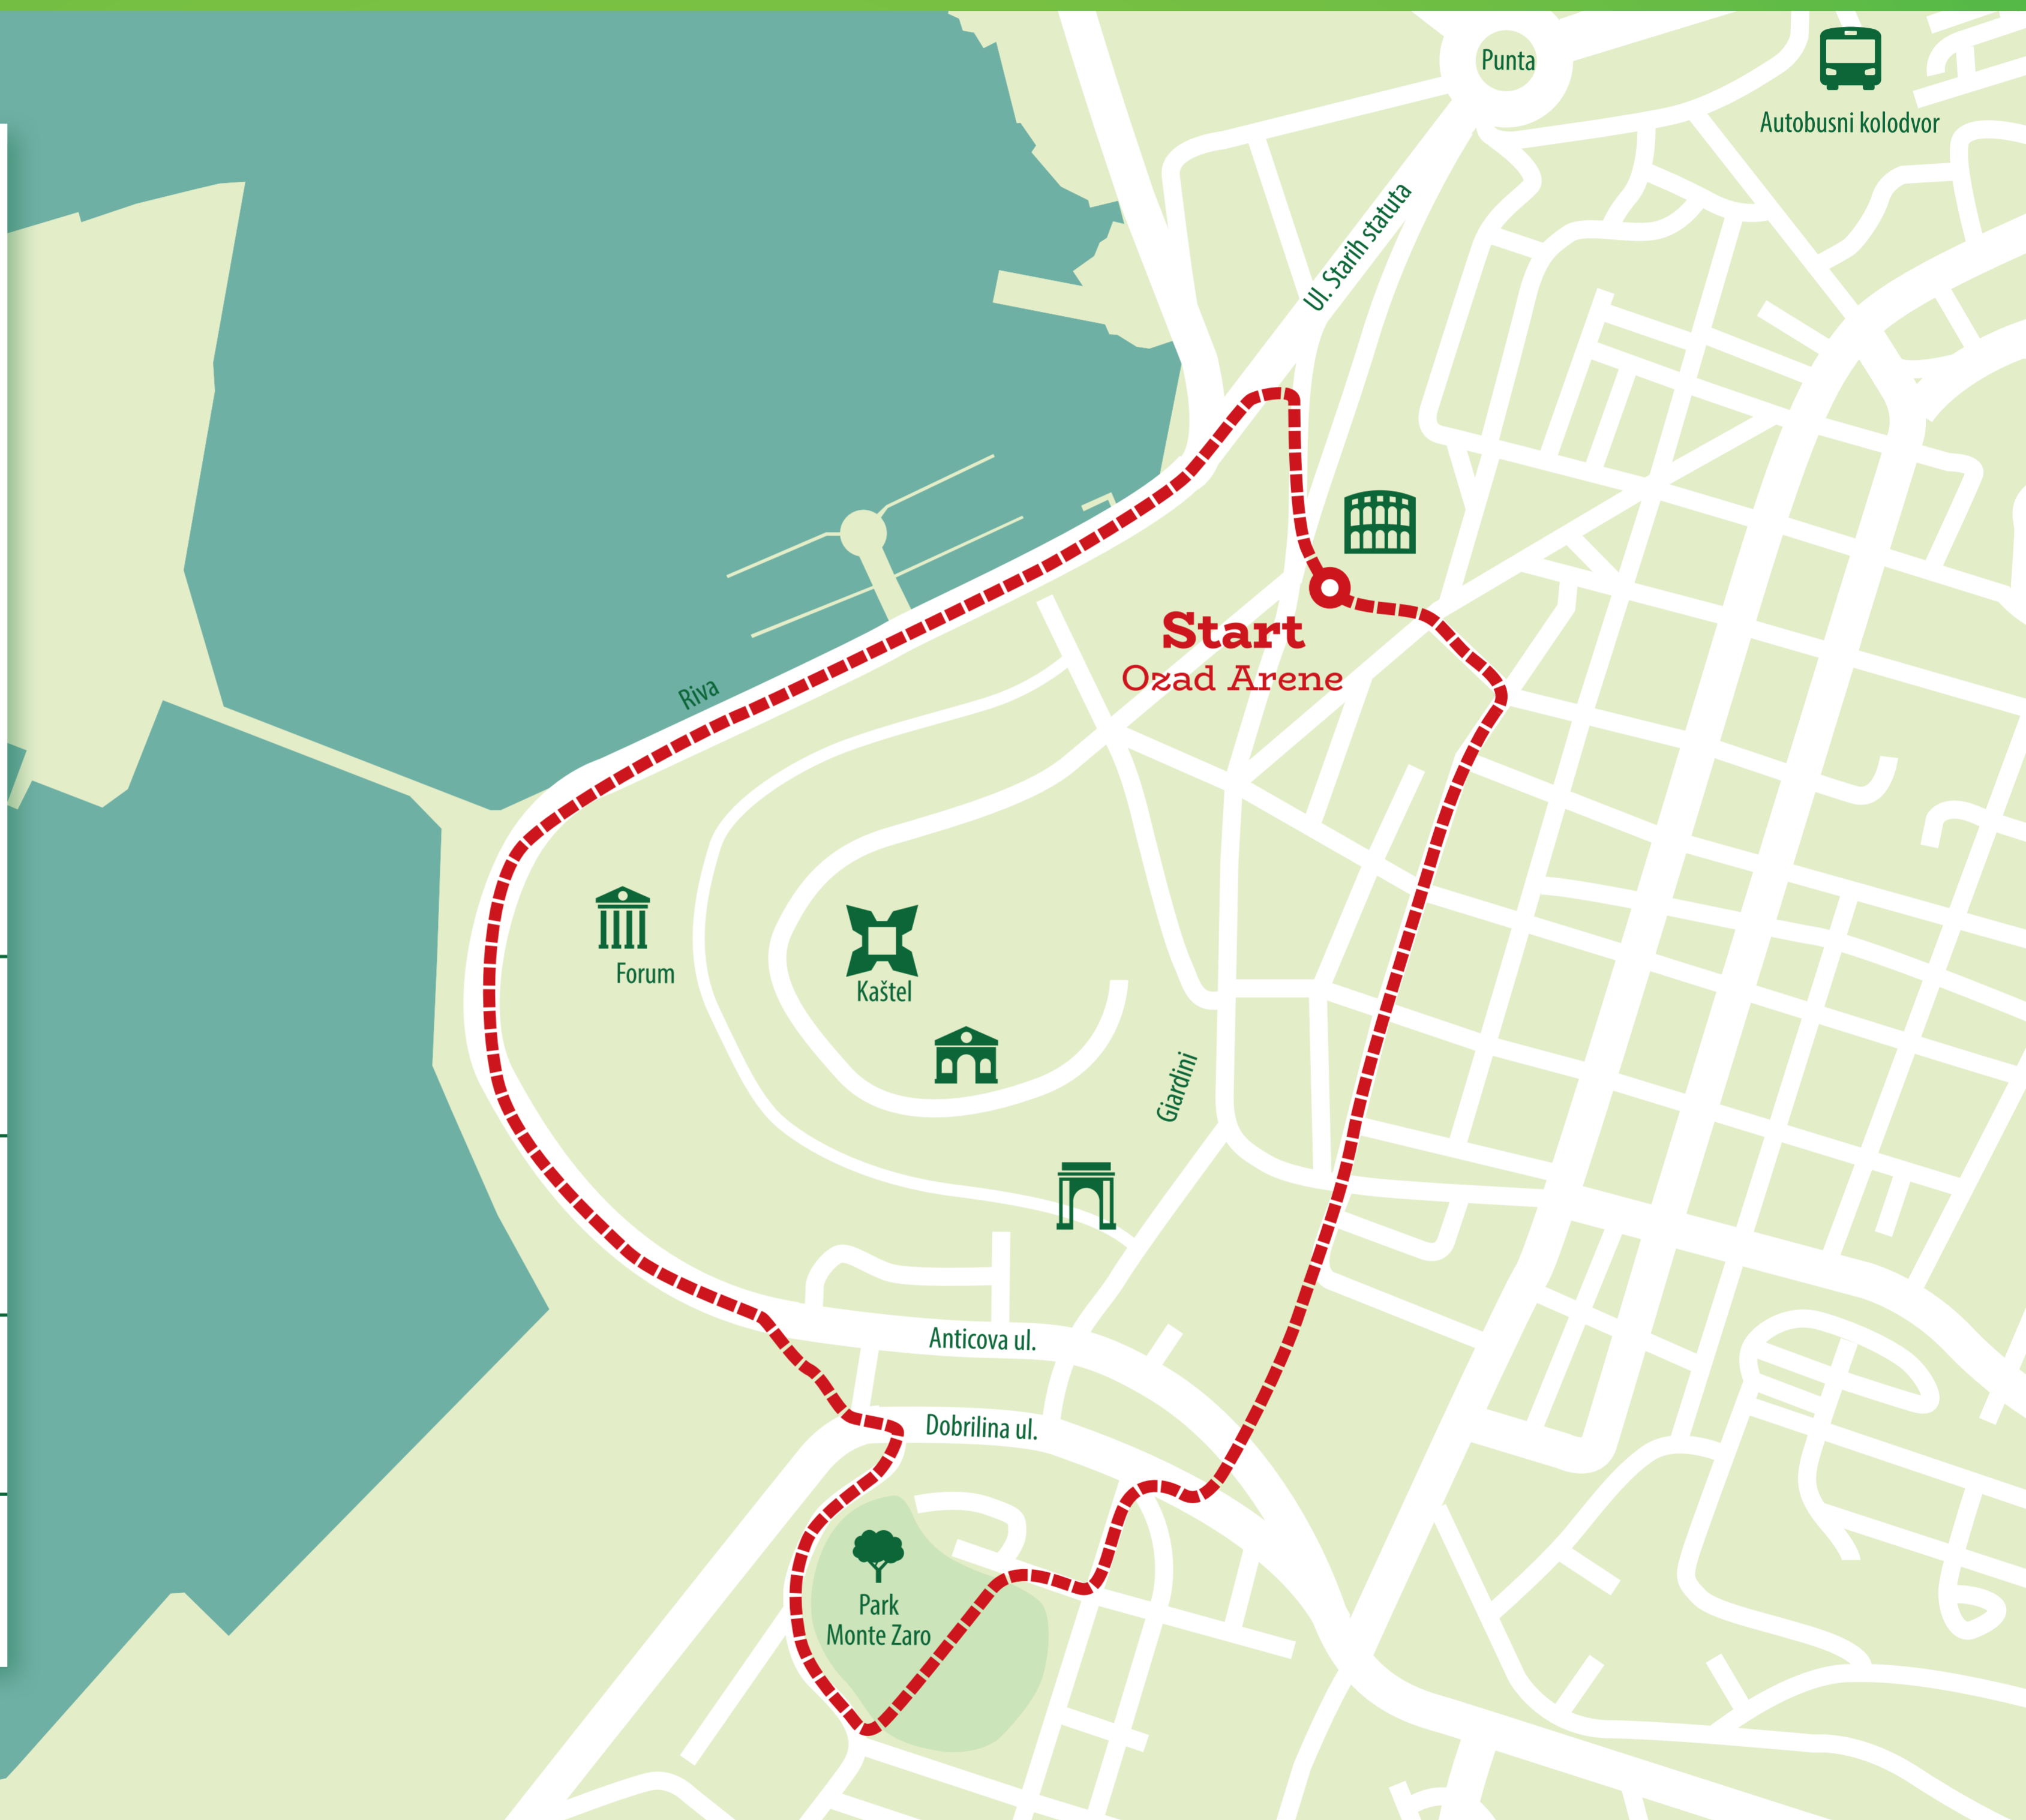 Punta
Autobusni kolodvor
Ul. Starih statuta
Start
Ozad Arene
Riva
Forum
Kaštel
Giardini
Anticova ul.
Dobrilina ul.
Park
Monte Zaro